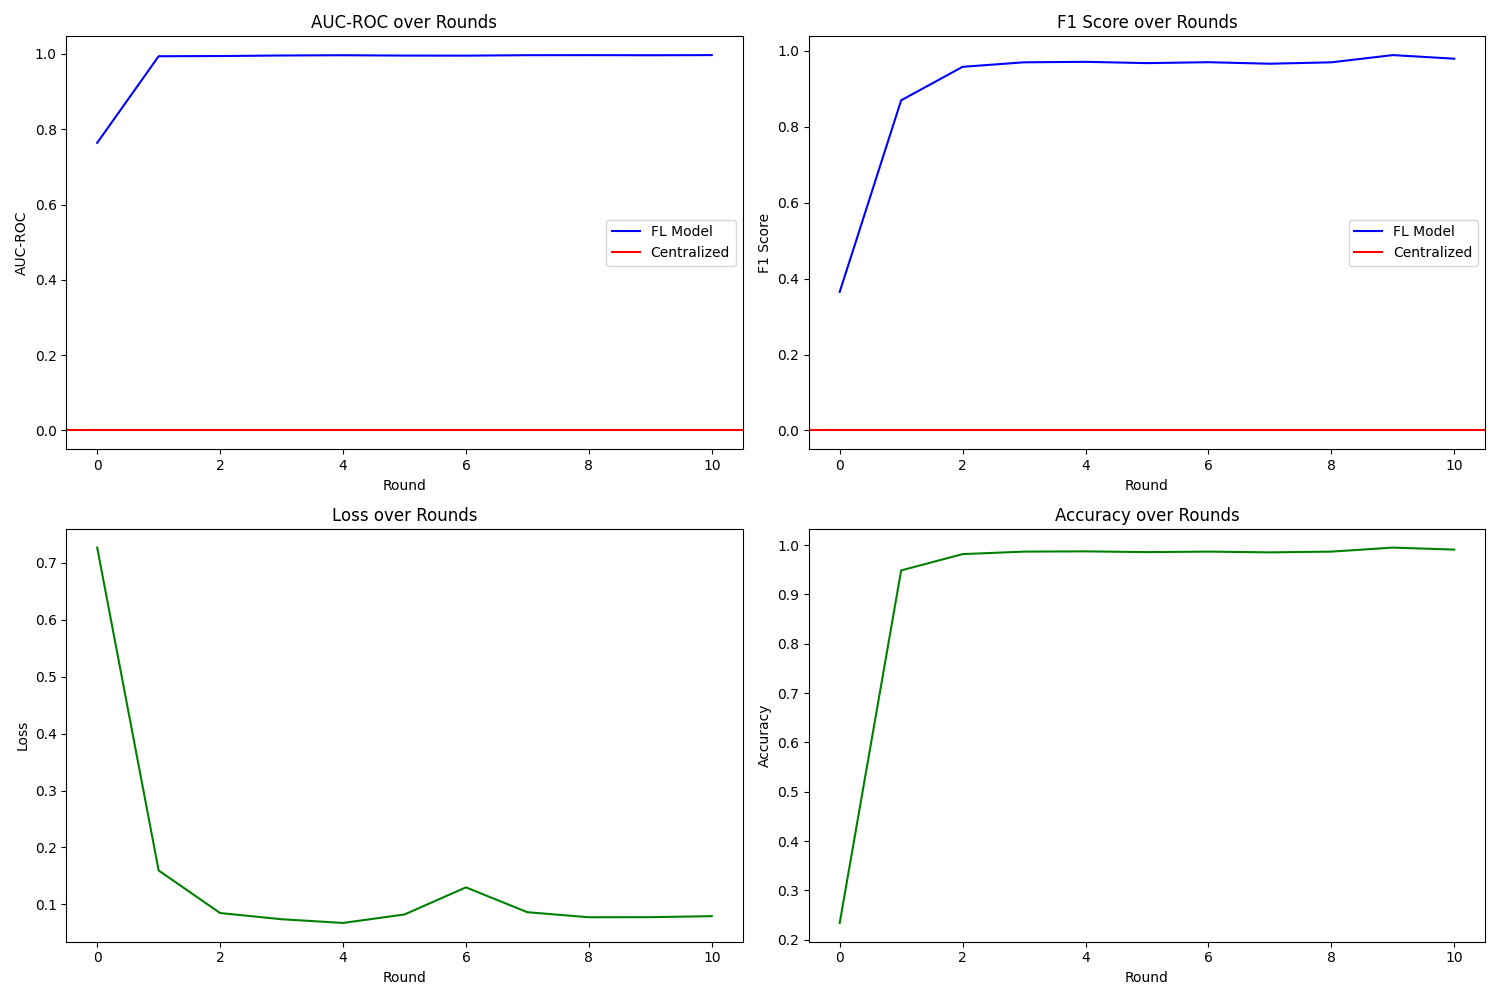 AUC-ROC over Rounds
1.0
0.8
0.6
0.4
0.2
0.0
AUC-ROC
FL Model
Centralized
0 2 4 6 8 10
Round
F1 Score over Rounds
1.0
0.8
0.6
0.4
0.2
0.0
F1 Score
FL Model
Centralized
0 2 4 6 8 10
Round
Loss over Rounds
0.7
0.6
0.5
0.4
0.3
0.2
0.1
Loss
0 2 4 6 8 10
Round
Accuracy over Rounds
1.0
0.9
0.8
0.7
0.6
0.5
0.4
0.3
0.2
Accuracy
0 2 4 6 8 10
Round